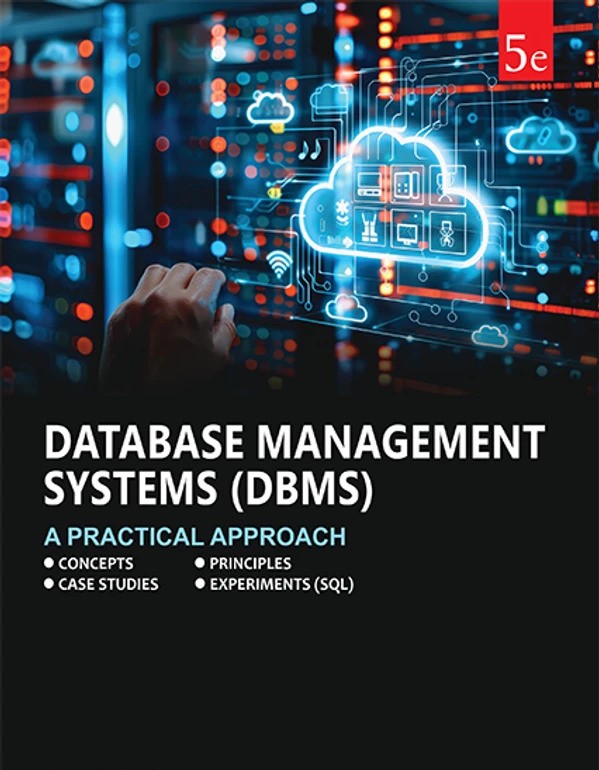 5e
DATABASE MANAGEMENT
SYSTEMS (DBMS)
A PRACTICAL APPROACH
● CONCEPTS ● PRINCIPLES
● CASE STUDIES ● EXPERIMENTS (SQL)